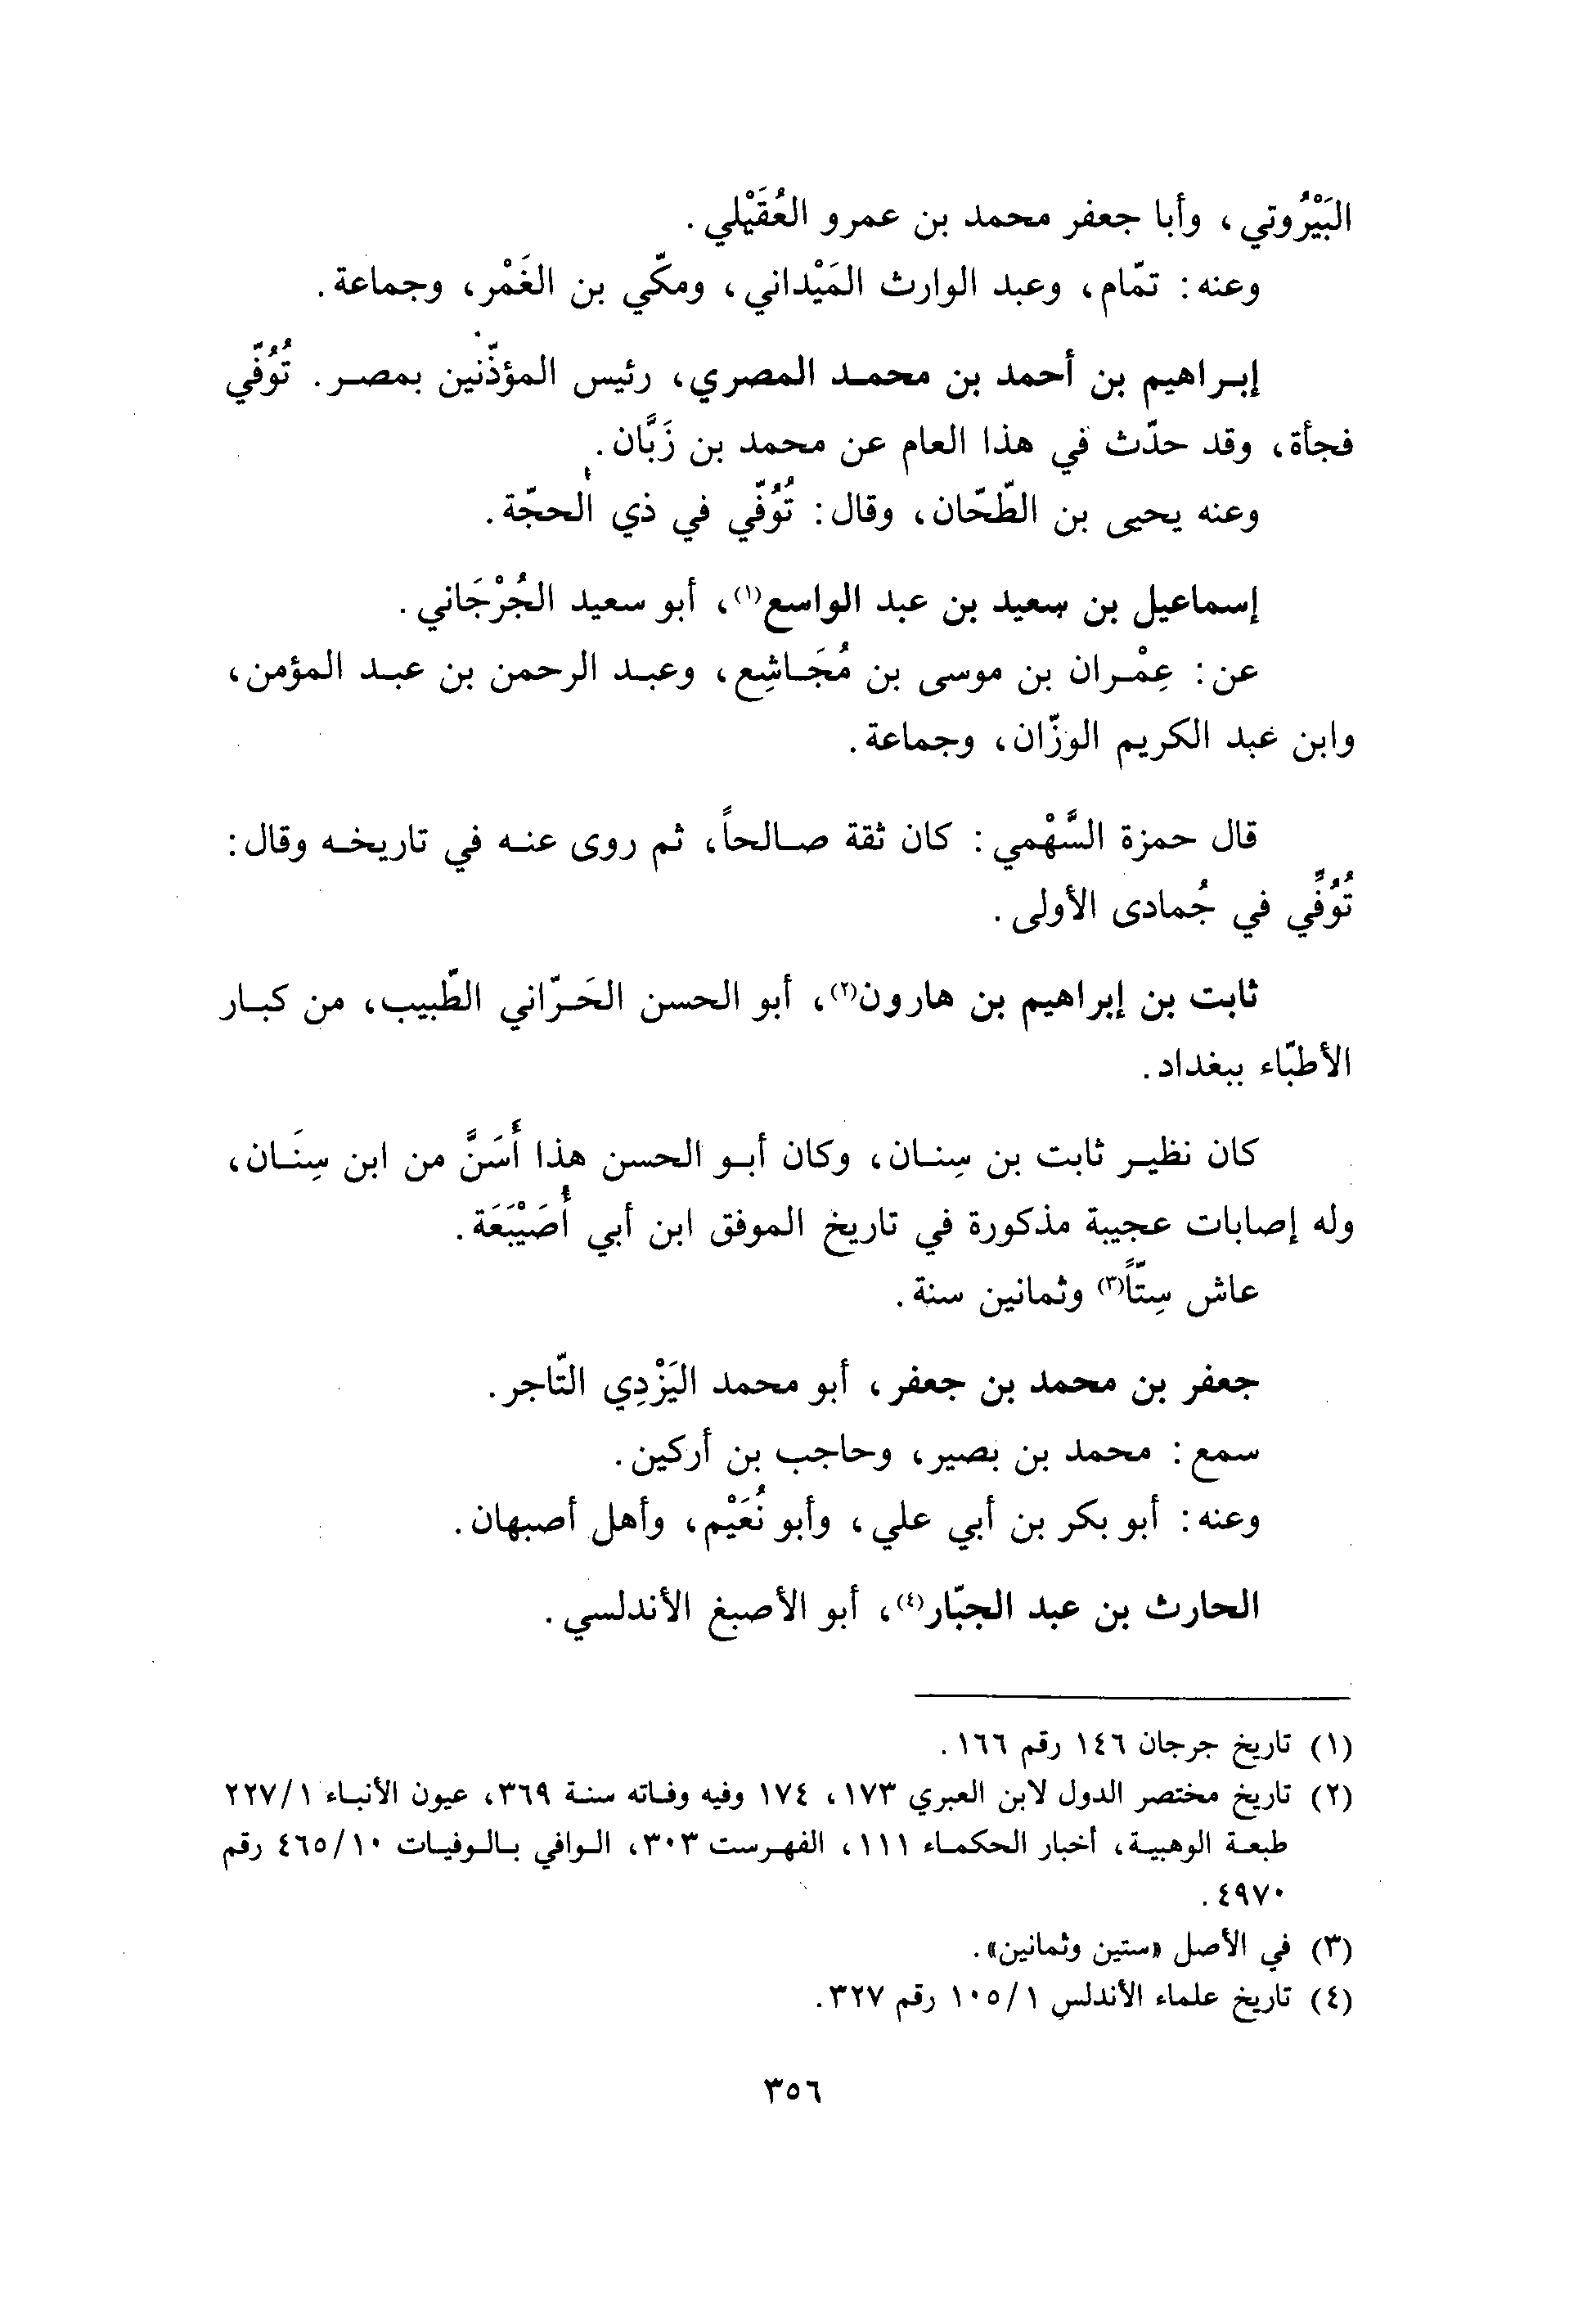 البَيْرُوتي، وأبا جعفر محمد بن عمرو العُقَيْلي.
وعنه: تمّام، وعبد الوارث المَيْداني، ومكّي بن الغَمْر، وجماعة.
إبراهيم بن أحمد بن محمد المصري، رئيس المؤذّنين بمصر. تُوُفّي
فجأة، وقد حدّث في هذا العام عن محمد بن زَبَّان.
وعنه يحيى بن الطّحّان، وقال: تُوُفّي في ذي الحجّة.
إسماعيل بن سعيد بن عبد الواسع(١)، أبو سعيد الجُرْجَاني.
عن: عِمْران بن موسى بن مُجَاشِع، وعبد الرحمن بن عبد المؤمن،
وابن عبد الكريم الوزّان، وجماعة.
قال حمزة السَّهْمي: كان ثقة صالحاً، ثم روى عنه في تاريخه وقال:
تُوُفِّي في جُمادى الأولى.
ثابت بن إبراهيم بن هارون(٢)، أبو الحسن الحَرّاني الطّبيب، من كبار
الأطبّاء ببغداد.
كان نظير ثابت بن سِنان، وكان أبو الحسن هذا أَسَنَّ من ابن سِنَان،
وله إصابات عجيبة مذكورة في تاريخ الموفق ابن أبي أُصَيْبَعَة.
عاش سِتّاً(٣) وثمانين سنة.
جعفر بن محمد بن جعفر، أبو محمد اليَزْدِي التّاجر.
سمع: محمد بن بصير، وحاجب بن أركين.
وعنه: أبو بكر بن أبي علي، وأبو نُعَيْم، وأهل أصبهان.
الحارث بن عبد الجبّار(٤)، أبو الأصبغ الأندلسي.
(١) تاريخ جرجان ١٤٦ رقم ١٦٦.
(٢) تاريخ مختصر الدول لابن العبري ١٧٣، ١٧٤ وفيه وفاته سنة ٣٦٩، عيون الأنباء ٢٢٧/١
طبعة الوهبية، أخبار الحكماء ١١١، الفهرست ٣٠٣، الوافي بالوفيات ٤٦٥/١٠ رقم
٤٩٧٠.
(٣) في الأصل «ستين وثمانين».
(٤) تاريخ علماء الأندلس ١٠٥/١ رقم ٣٢٧.
٣٥٦